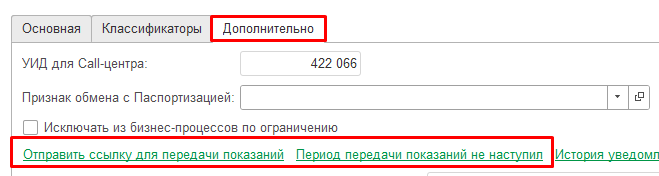 Основная Классификаторы Дополнительно
УИД для Call-центра: 422 066
Признак обмена с Паспортизацией:
Исключать из бизнес-процессов по ограничению
Отправить ссылку для передачи показаний Период передачи показаний не наступил История уведомл